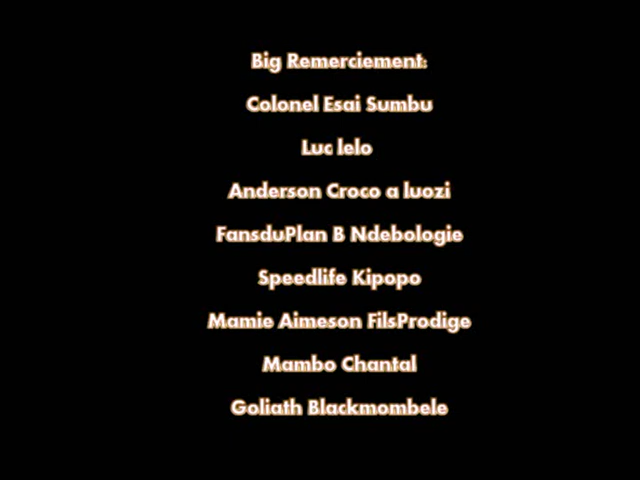 Big Remerciement:
Colonel Esai Sumbu
Luc lelo
Anderson Croco a luozi
FansduPlan B Ndebologie
Speedlife Kipopo
Mamie Aimeson FilsProdige
Mambo Chantal
Goliath Blackmombele